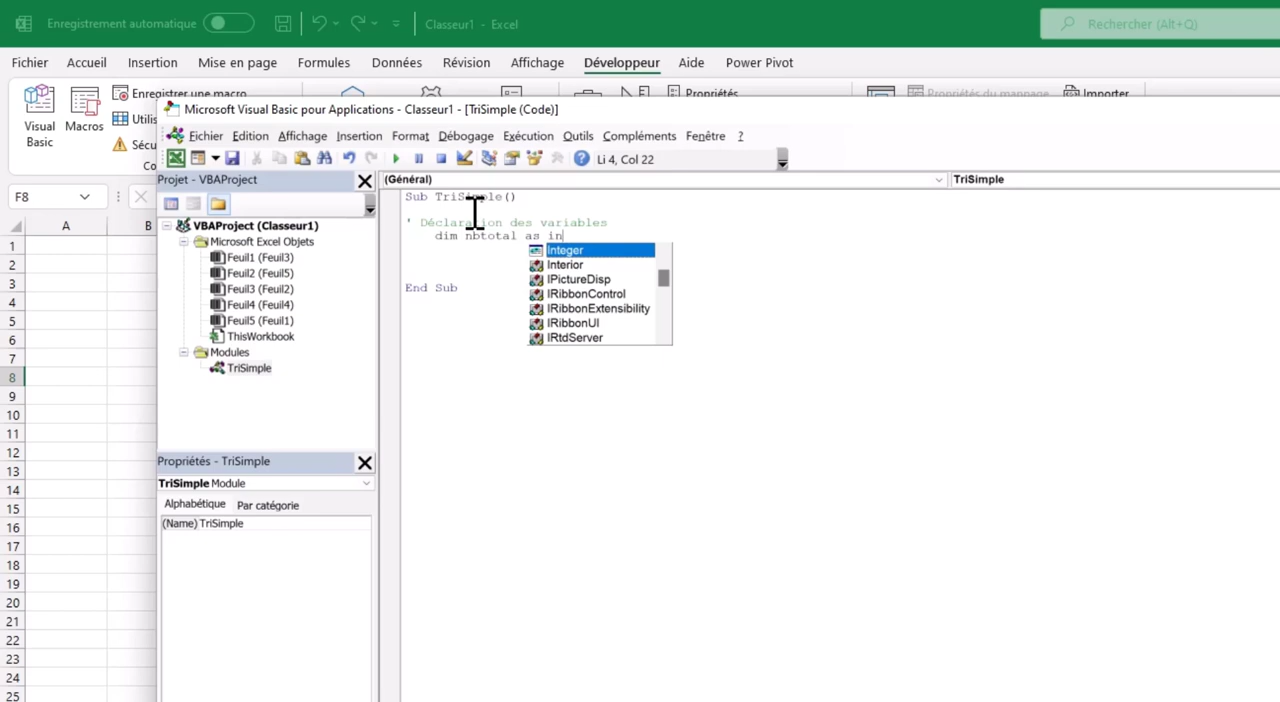 Enregistrement automatique
Classeur1 - Excel
Rechercher (Alt+Q)
Fichier Accueil Insertion Mise en page Formules Données Révision Affichage Développeur Aide Power Pivot
Visual Basic
Macros
Enregistrer une macro
Utilis
Sécu
Co
Propriétés
Propriétés du mappage
Importer
Microsoft Visual Basic pour Applications - Classeur1 - [TriSimple (Code)]
Fichier Edition Affichage Insertion Format Débogage Exécution Outils Compléments Fenêtre ?
Li 4, Col 22
F8
A B
1
2
3
4
5
6
7
8
9
10
11
12
13
14
15
16
17
18
19
20
21
22
23
24
25
Projet - VBAProject
VBAProject (Classeur1)
Microsoft Excel Objets
Feuil1 (Feuil3)
Feuil2 (Feuil5)
Feuil3 (Feuil2)
Feuil4 (Feuil4)
Feuil5 (Feuil1)
ThisWorkbook
Modules
TriSimple
Propriétés - TriSimple
TriSimple Module
Alphabétique Par catégorie
(Name) TriSimple
(Général) TriSimple
Sub TriSimple()
' Déclaration des variables
dim nbtotal as in
Integer
Interior
IPictureDisp
IRibbonControl
IRibbonExtensibility
IRibbonUI
IRtdServer
End Sub